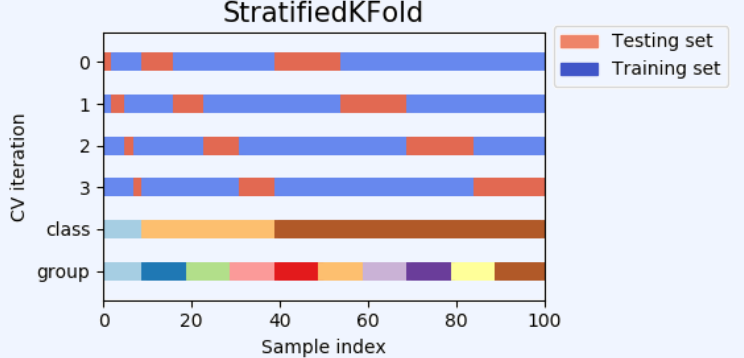 StratifiedKFold
Testing set
Training set
CV iteration
0
1
2
3
class
group
0 20 40 60 80 100
Sample index